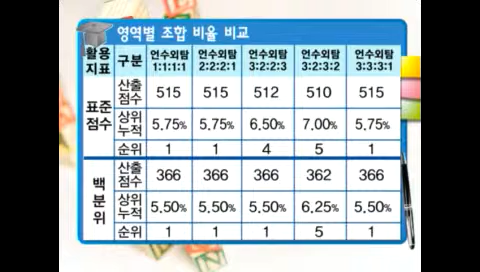 영역별 조합 비율 비교
활용지표 구분 언수외탐 1:1:1:1 언수외탐 2:2:2:1 언수외탐 3:2:2:3 언수외탐 3:2:3:2 언수외탐 3:3:3:1
표준점수 산출점수 515 515 512 510 515
상위누적 5.75% 5.75% 6.50% 7.00% 5.75%
순위 1 1 4 5 1
백분위 산출점수 366 366 366 362 366
상위누적 5.50% 5.50% 5.50% 6.25% 5.50%
순위 1 1 1 5 1